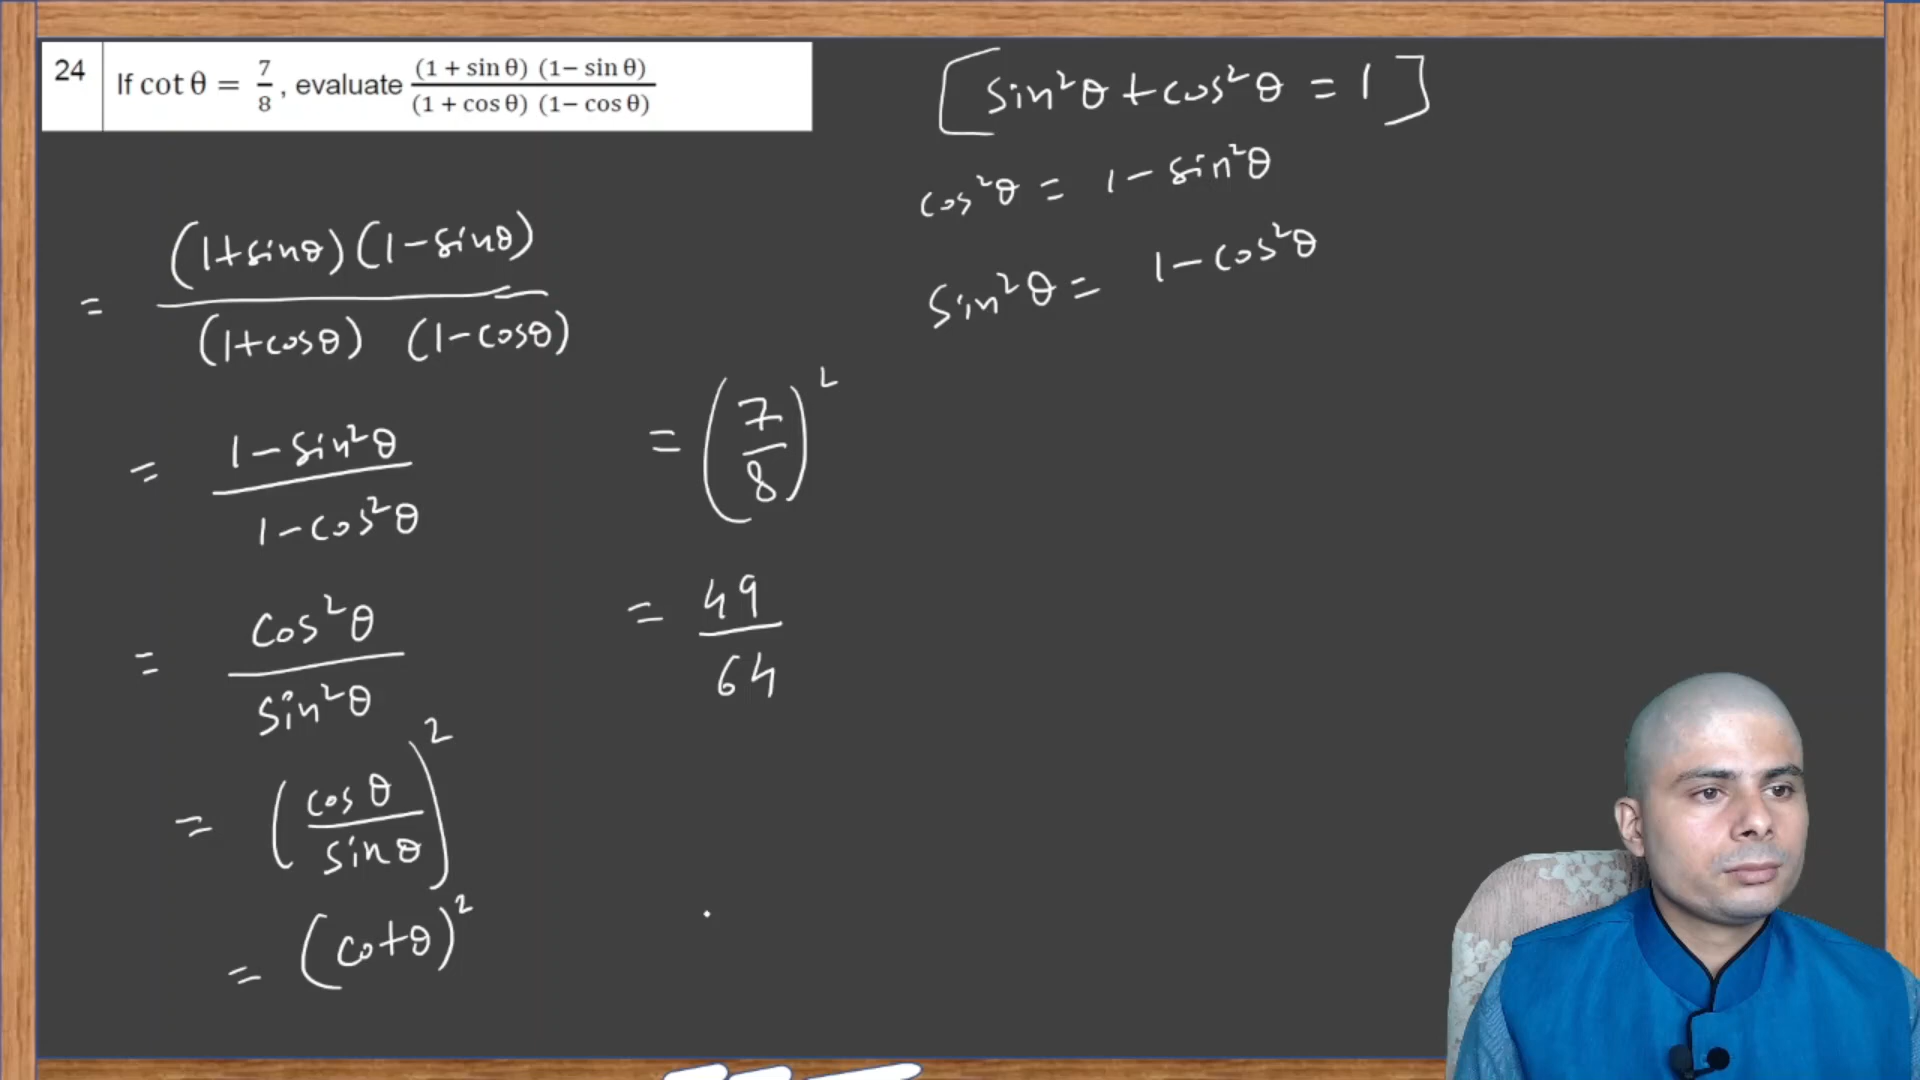 24 If cot θ = 7/8, evaluate (1 + sin θ) (1− sin θ) / (1 + cos θ) (1− cos θ)
[sin²θ + cos²θ = 1]
cos²θ = 1 − sin²θ
sin²θ = 1 − cos²θ
= (1+sinθ)(1−sinθ) / (1+cosθ) (1−cosθ)
= 1 − sin²θ / 1 − cos²θ
= cos²θ / sin²θ
= (cos θ / sin θ)²
= (cotθ)²
= (7/8)²
= 49/64